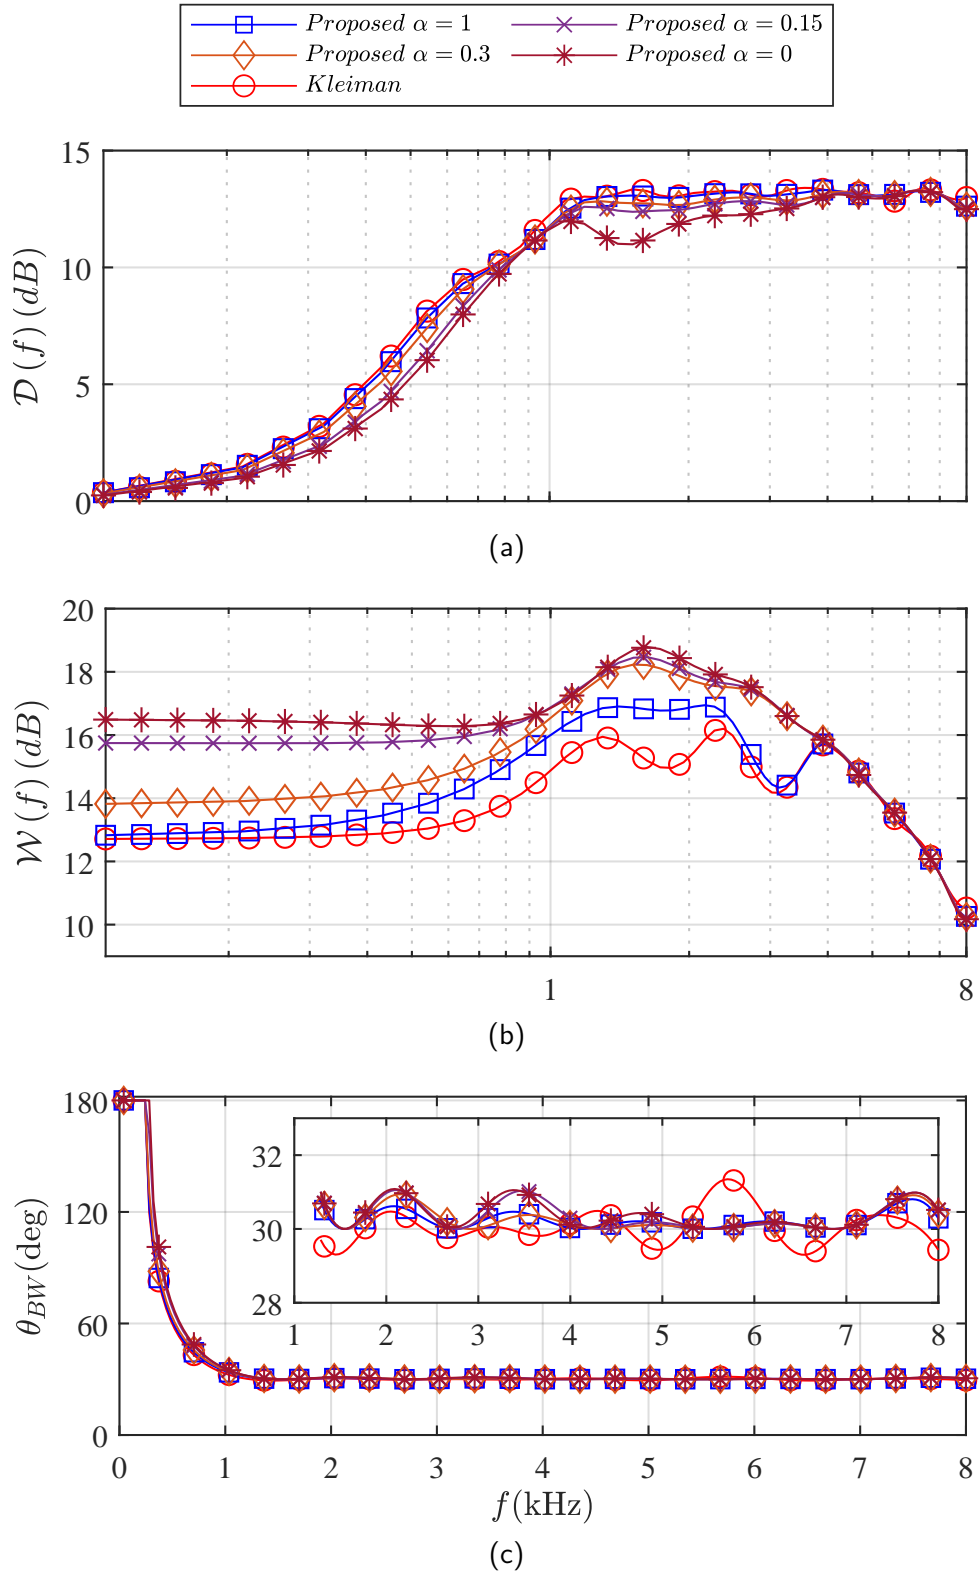 Proposed α = 1
Proposed α = 0.15
Proposed α = 0.3
Proposed α = 0
Kleiman
15
10
5
0
D (f) (dB)
(a)
20
18
16
14
12
10
W (f) (dB)
1
8
(b)
180
120
60
0
θBW(deg)
32
30
28
1 2 3 4 5 6 7 8
0 1 2 3 4 5 6 7 8
f(kHz)
(c)